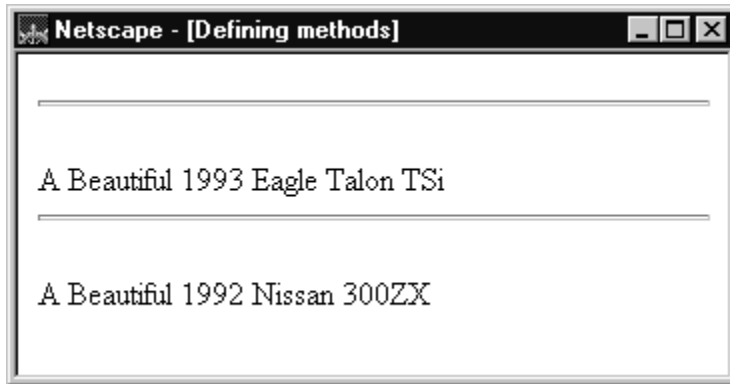 Netscape - [Defining methods]
A Beautiful 1993 Eagle Talon TSi
A Beautiful 1992 Nissan 300ZX